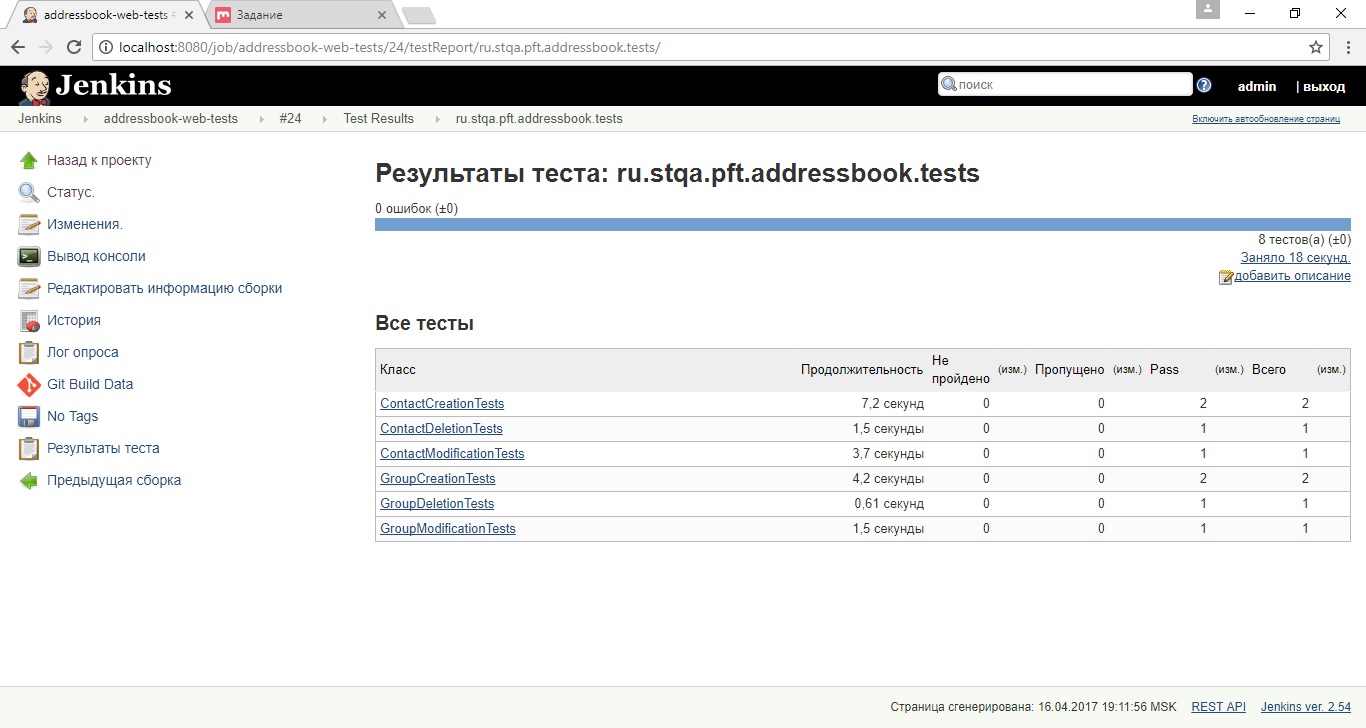 addressbook-web-tests
Задание
localhost:8080/job/addressbook-web-tests/24/testReport/ru.stqa.pft.addressbook.tests/
Jenkins
поиск
admin
| выход
Jenkins addressbook-web-tests #24 Test Results ru.stqa.pft.addressbook.tests
Включить автообновление страниц
Назад к проекту
Статус.
Изменения.
Вывод консоли
Редактировать информацию сборки
История
Лог опроса
Git Build Data
No Tags
Результаты теста
Предыдущая сборка
Результаты теста: ru.stqa.pft.addressbook.tests
0 ошибок (±0)
8 тестов(а) (±0)
Заняло 18 секунд.
добавить описание
Все тесты
Класс Продолжительность Не пройдено (изм.) Пропущено (изм.) Pass (изм.) Всего (изм.)
ContactCreationTests 7,2 секунд 0 0 2 2
ContactDeletionTests 1,5 секунды 0 0 1 1
ContactModificationTests 3,7 секунды 0 0 1 1
GroupCreationTests 4,2 секунды 0 0 2 2
GroupDeletionTests 0,61 секунд 0 0 1 1
GroupModificationTests 1,5 секунды 0 0 1 1
Страница сгенерирована: 16.04.2017 19:11:56 MSK REST API Jenkins ver. 2.54